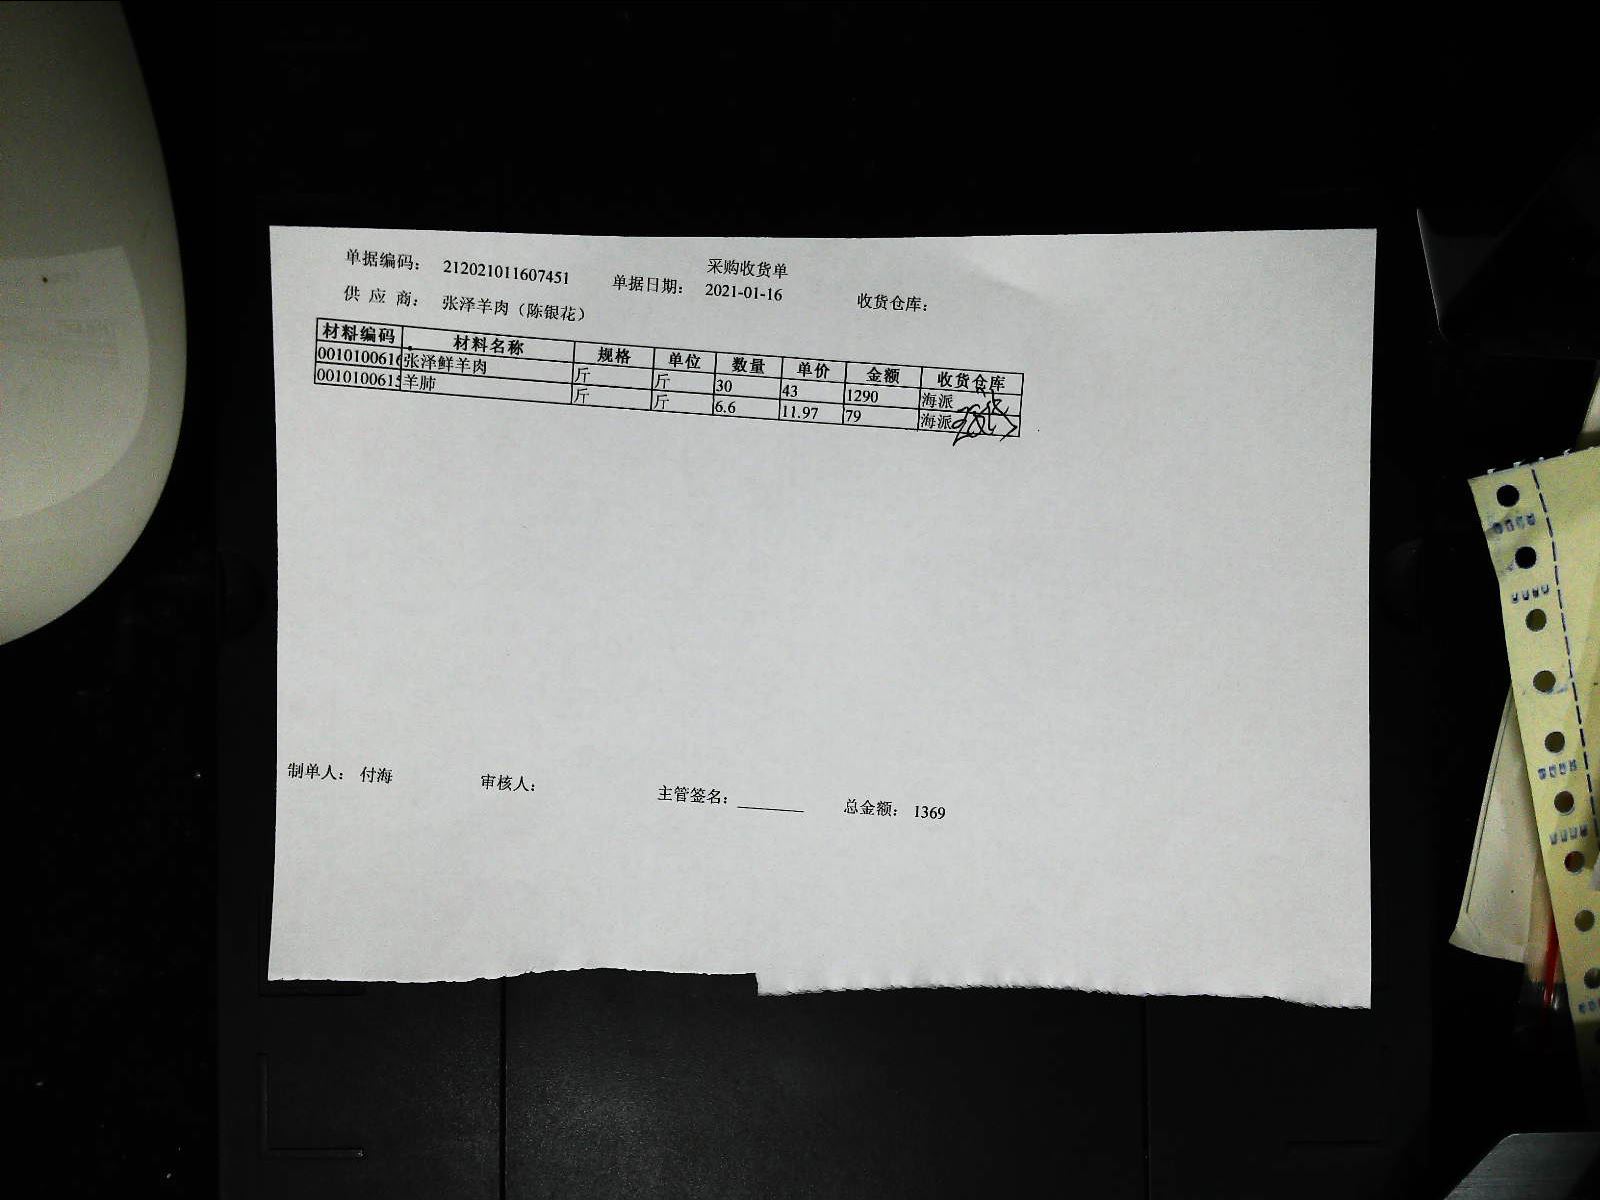 采购收货单
单据编码： 212021011607451 单据日期： 2021-01-16 收货仓库：
供 应 商： 张泽羊肉（陈银花）
材料编码 材料名称 规格 单位 数量 单价 金额 收货仓库
0010100616 张泽鲜羊肉 斤 斤 30 43 1290 海派
0010100615 羊肺 斤 斤 6.6 11.97 79 海派
制单人： 付海 审核人： 主管签名：________ 总金额： 1369